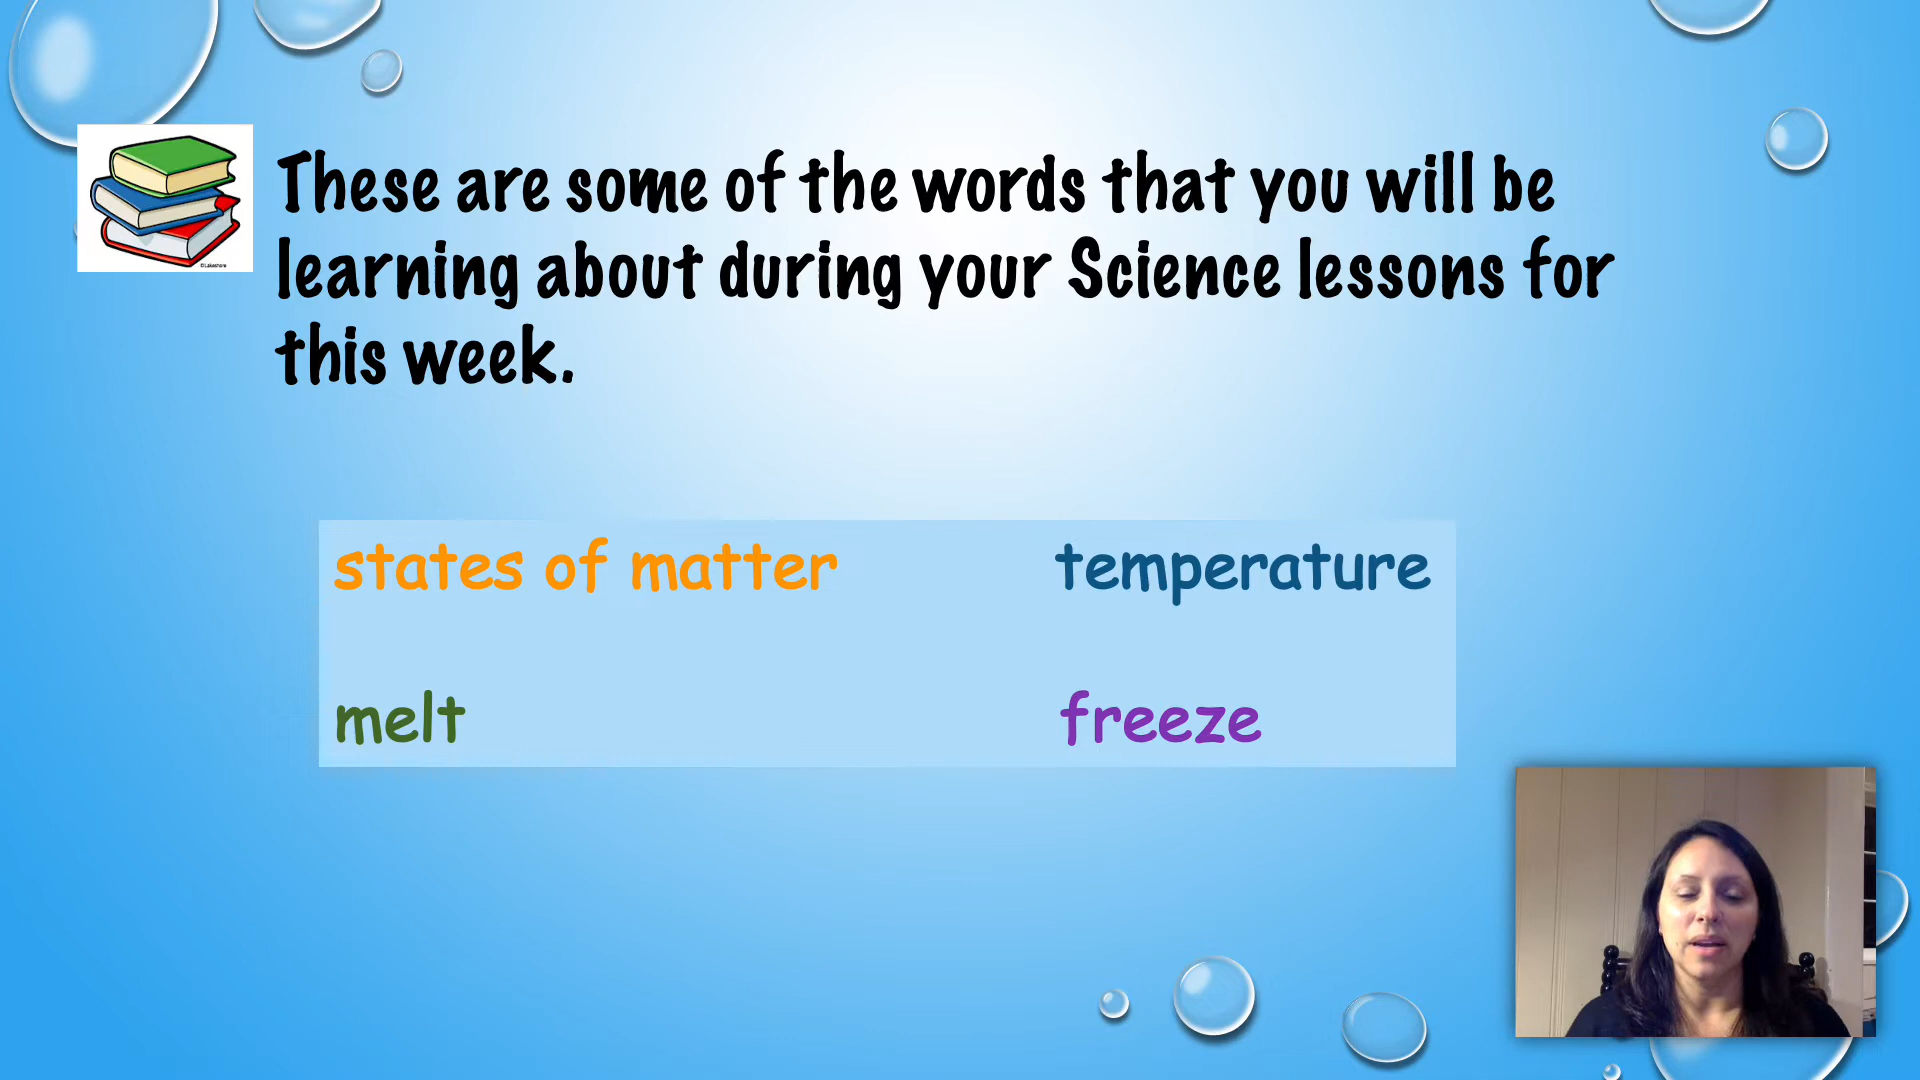 These are some of the words that you will be
learning about during your Science lessons for
this week.
states of matter
temperature
melt
freeze
©Lakeshore